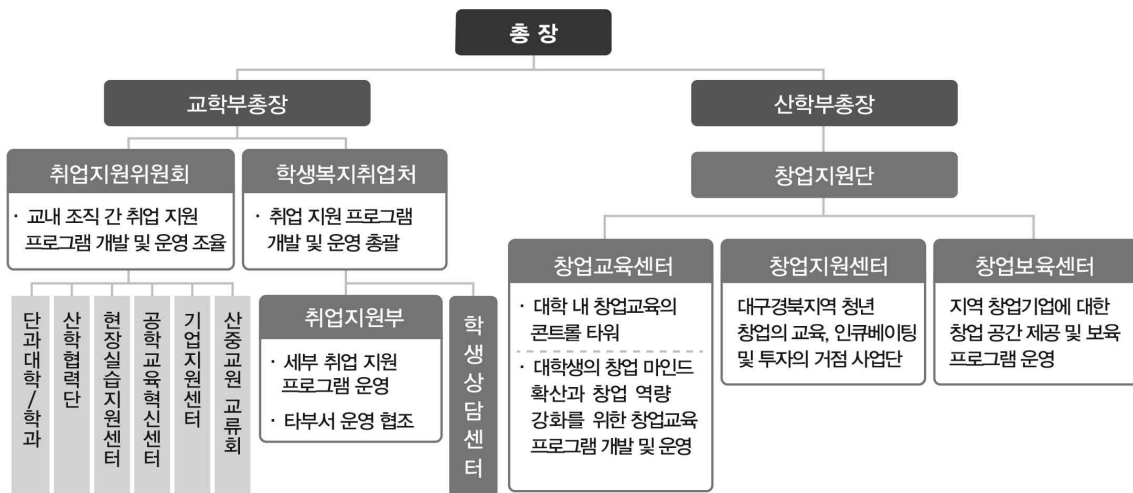 총 장
교학부총장
산학부총장
취업지원위원회
· 교내 조직 간 취업 지원
프로그램 개발 및 운영 조율
학생복지취업처
· 취업 지원 프로그램
개발 및 운영 총괄
창업지원단
단과대학/학과
산학협력단
현장실습지원센터
공학교육혁신센터
기업지원센터
산중교원 교류회
취업지원부
· 세부 취업 지원
프로그램 운영
· 타부서 운영 협조
학생상담센터
창업교육센터
· 대학 내 창업교육의
콘트롤 타워
· 대학생의 창업 마인드
확산과 창업 역량
강화를 위한 창업교육
프로그램 개발 및 운영
창업지원센터
대구경북지역 청년
창업의 교육, 인큐베이팅
및 투자의 거점 사업단
창업보육센터
지역 창업기업에 대한
창업 공간 제공 및 보육
프로그램 운영